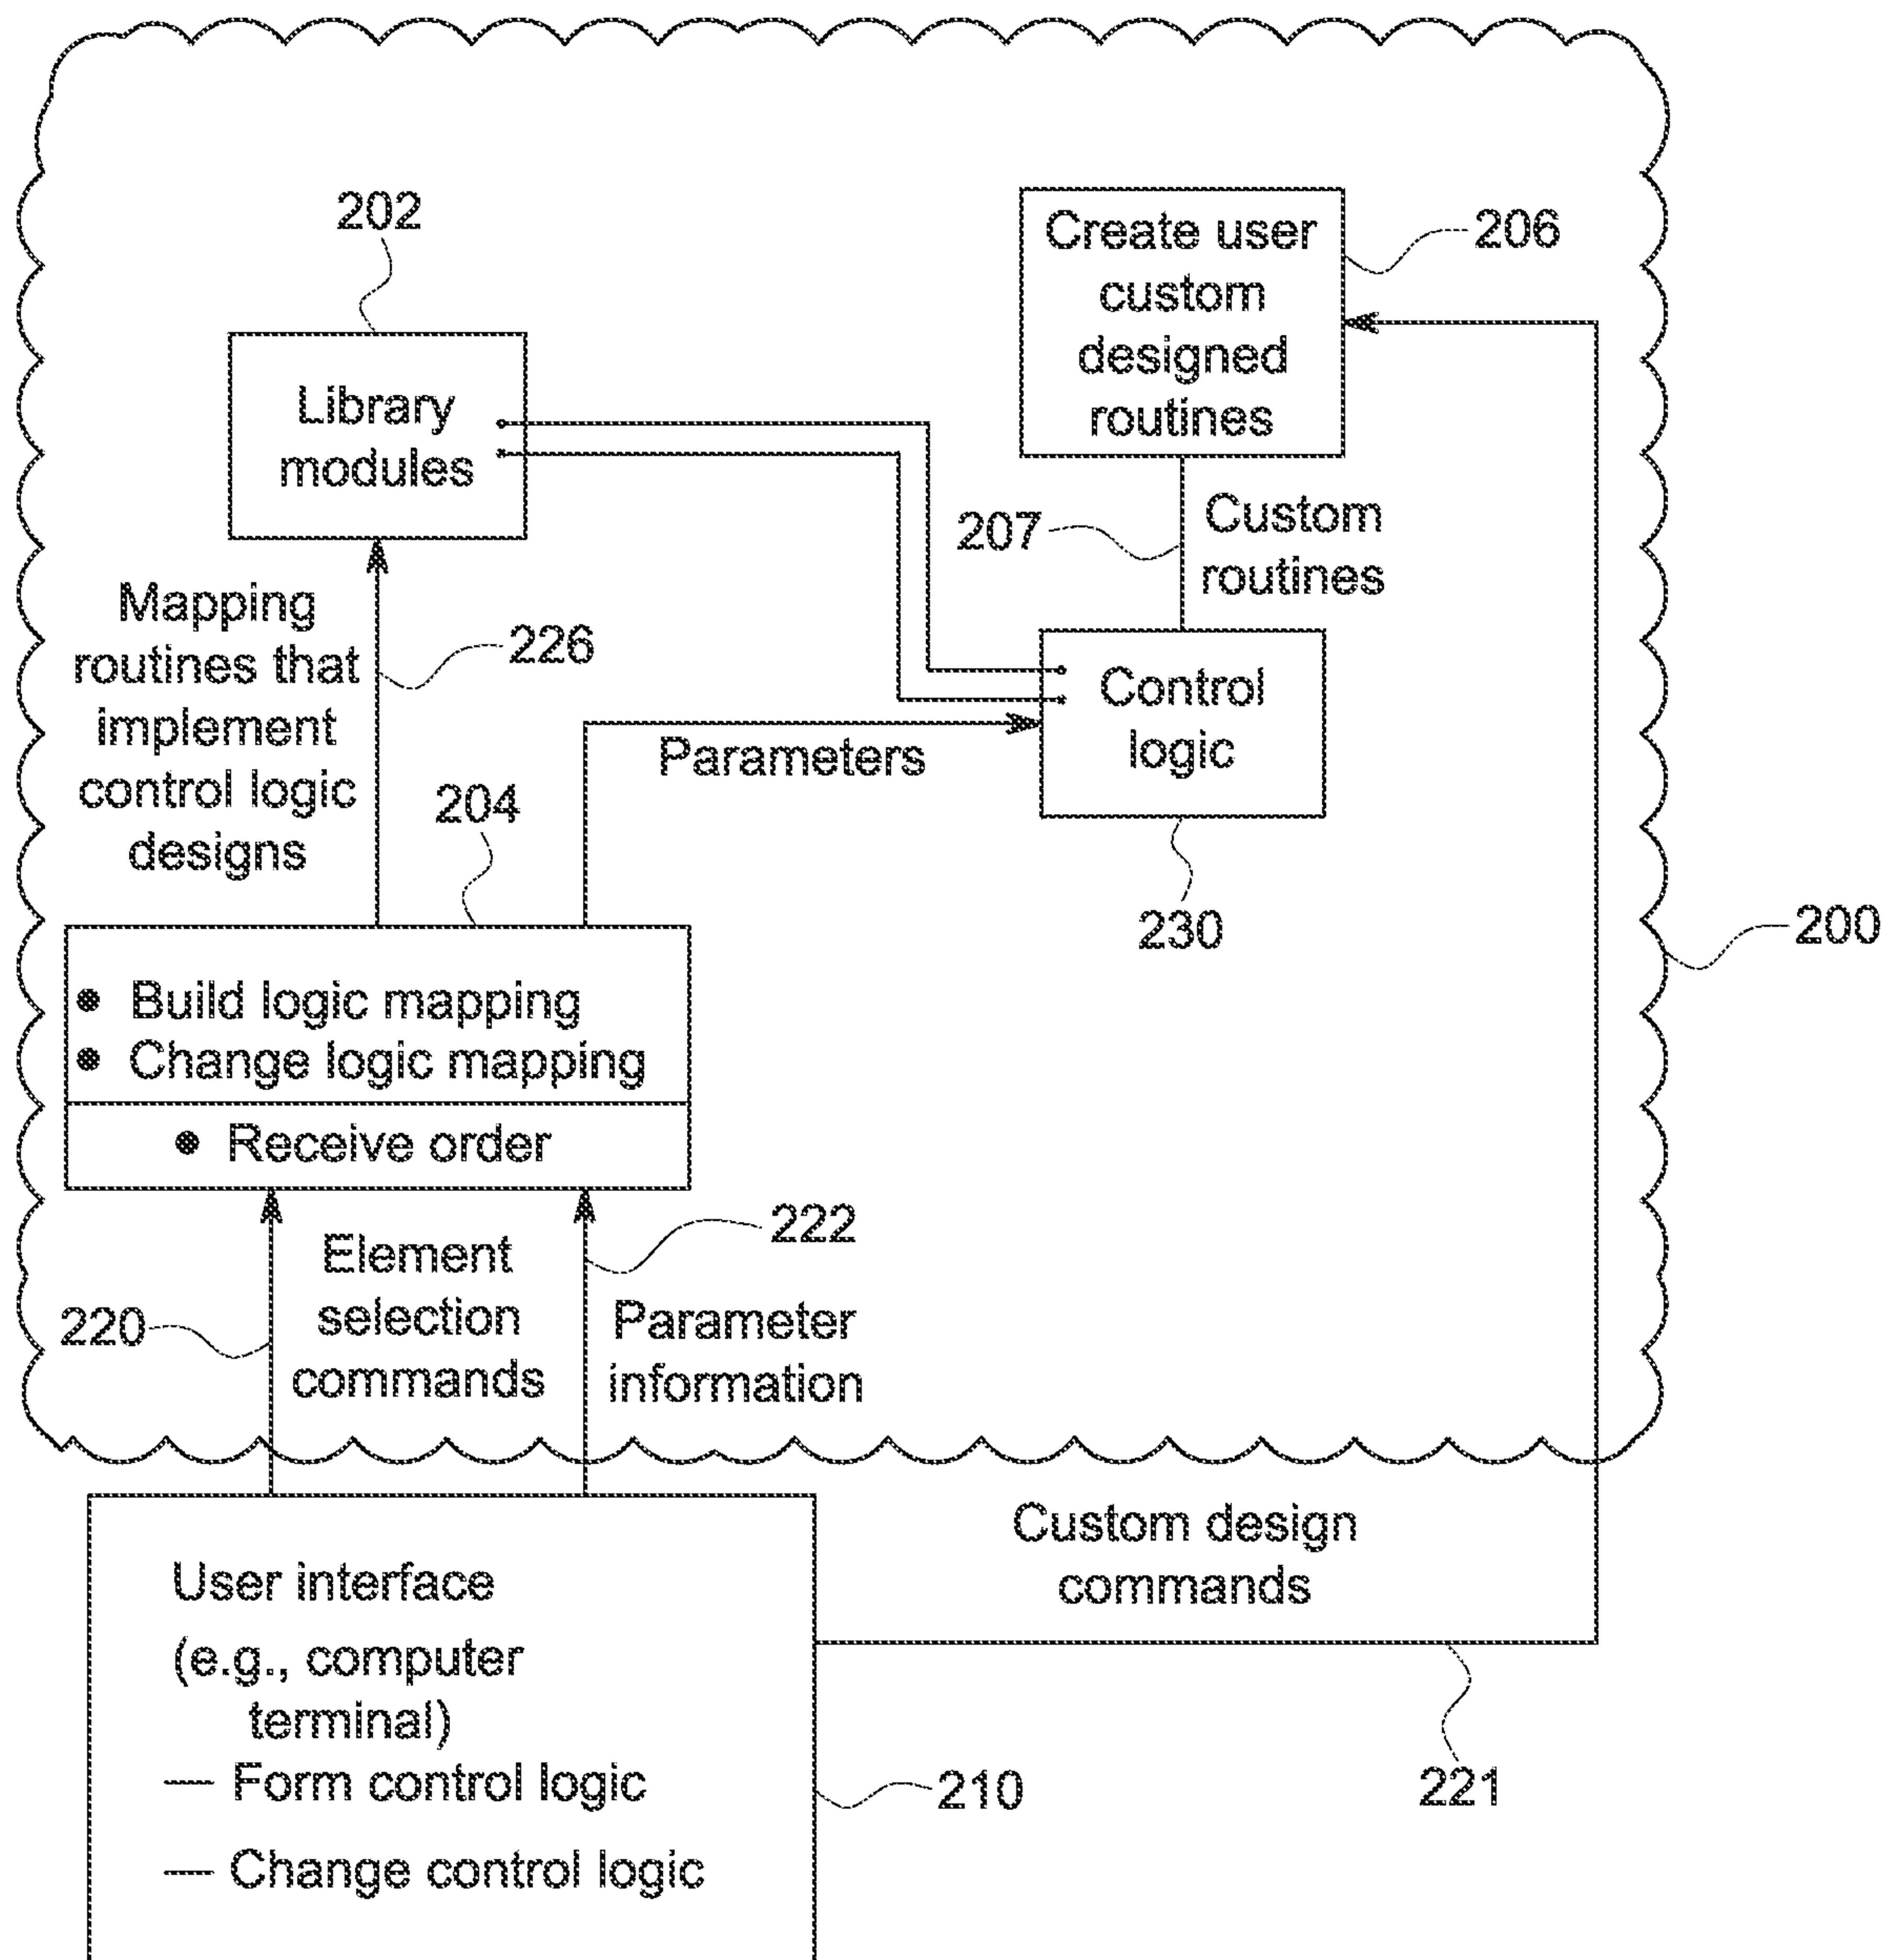 202
Create user
custom
designed
routines
206
Library
modules
207
Custom
routines
Mapping
routines that
implement
control logic
designs
226
Control
logic
Parameters
204
230
200
• Build logic mapping
• Change logic mapping
• Receive order
222
Element
selection
commands
220
Parameter
information
Custom design
commands
User interface
(e.g., computer
terminal)
— Form control logic
— Change control logic
210
221